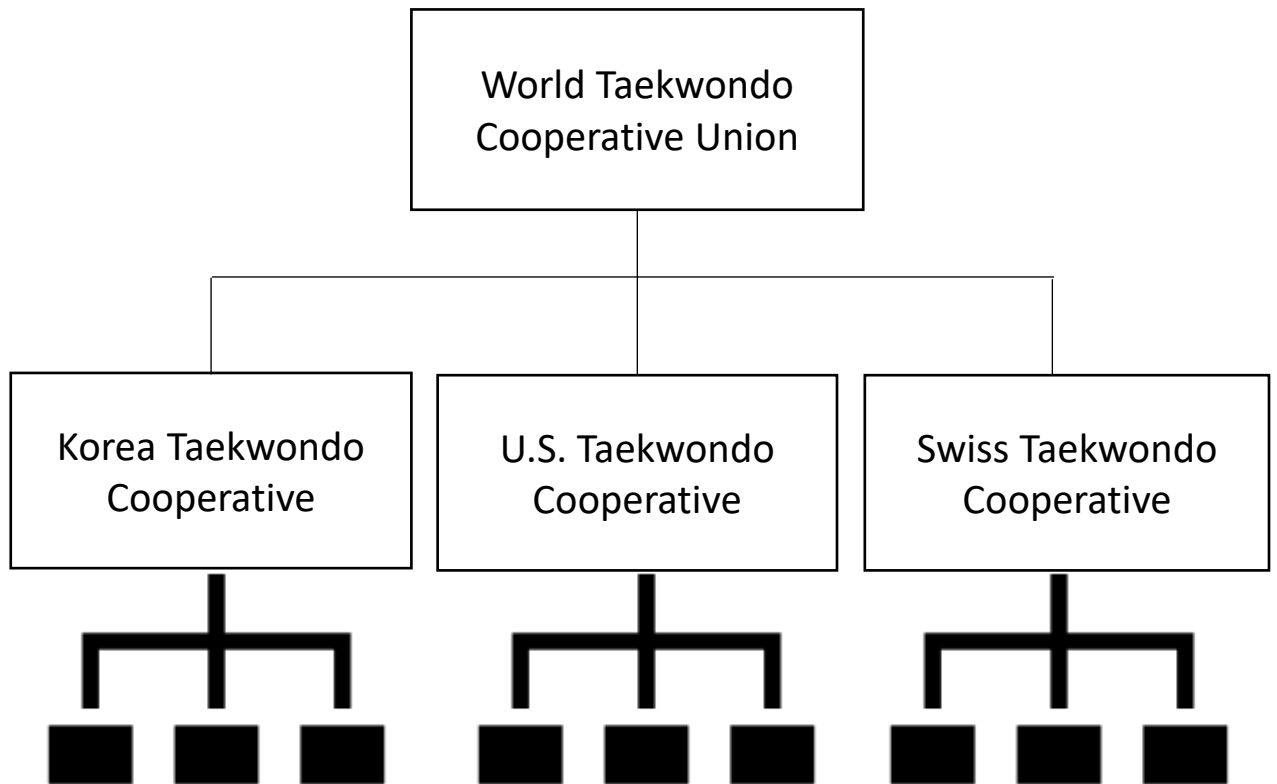 World Taekwondo
Cooperative Union
Korea Taekwondo
Cooperative
U.S. Taekwondo
Cooperative
Swiss Taekwondo
Cooperative